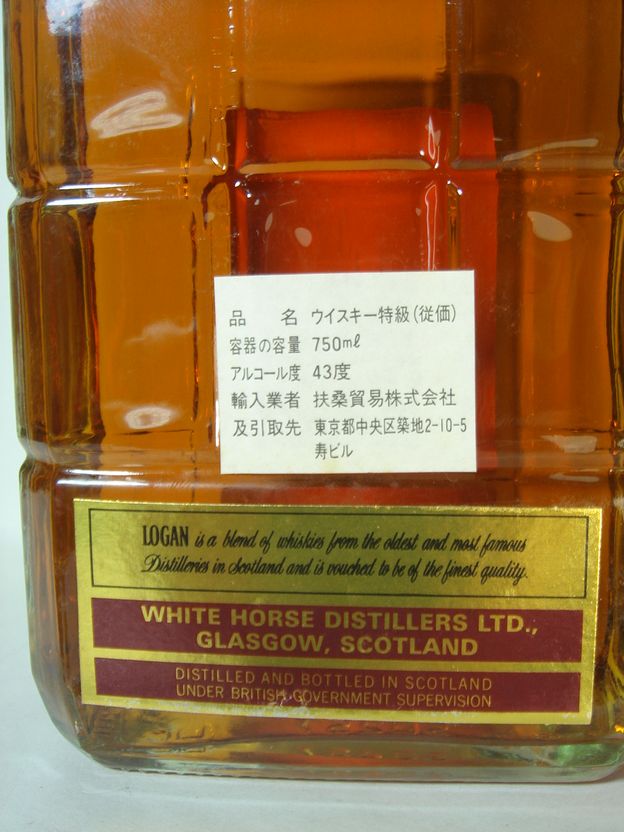 品 名 ウイスキー特級(従価)
容器の容量 750mℓ
アルコール度 43度
輸入業者 扶桑貿易株式会社
及引取先 東京都中央区築地2-10-5
寿ビル
LOGAN is a blend of whiskies from the oldest and most famous
Distilleries in Scotland and is vouched to be of the finest quality.
WHITE HORSE DISTILLERS LTD.,
GLASGOW, SCOTLAND
DISTILLED AND BOTTLED IN SCOTLAND
UNDER BRITISH GOVERNMENT SUPERVISION